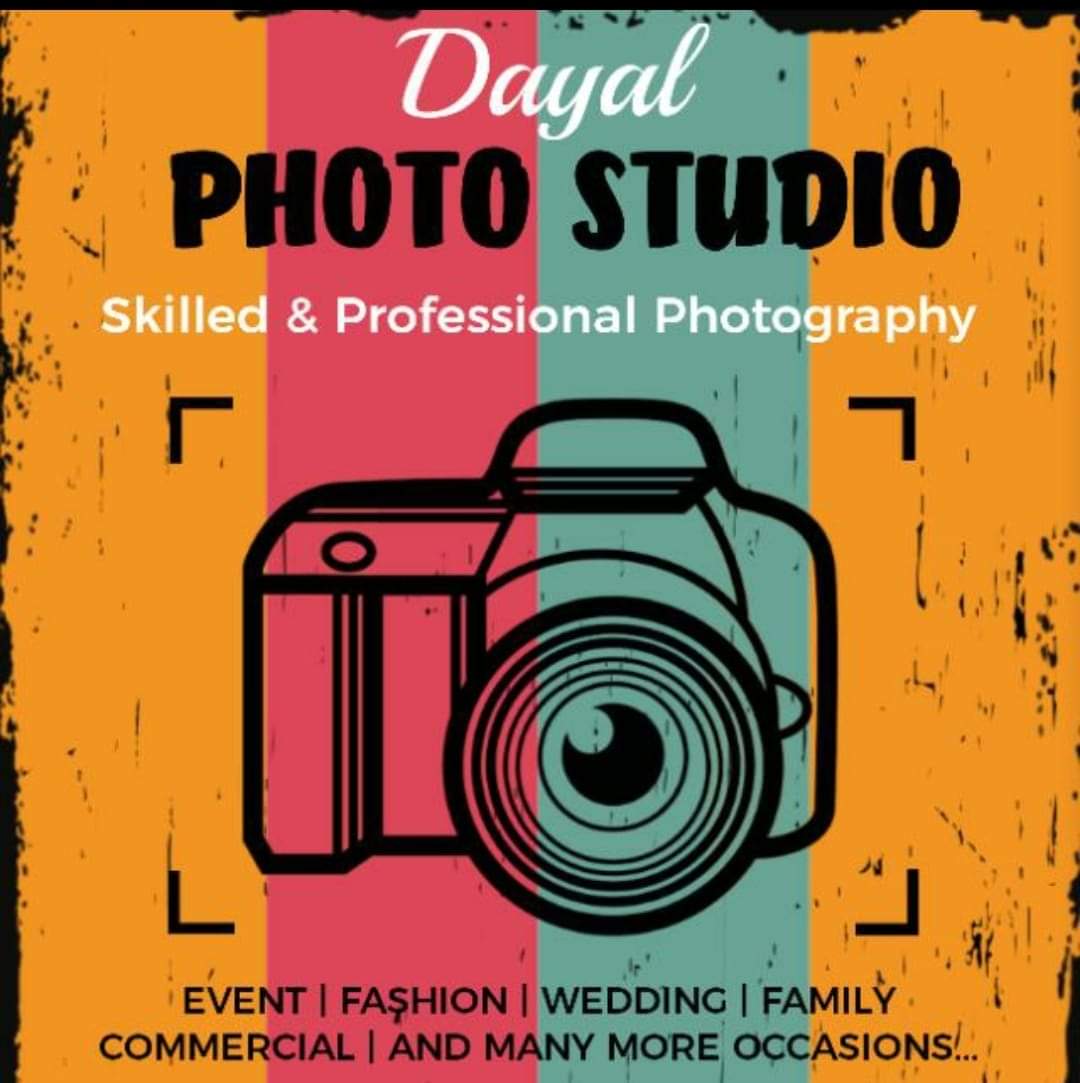 Dayal
PHOTO STUDIO
Skilled & Professional Photography
EVENT | FASHION | WEDDING | FAMILY
COMMERCIAL | AND MANY MORE OCCASIONS...